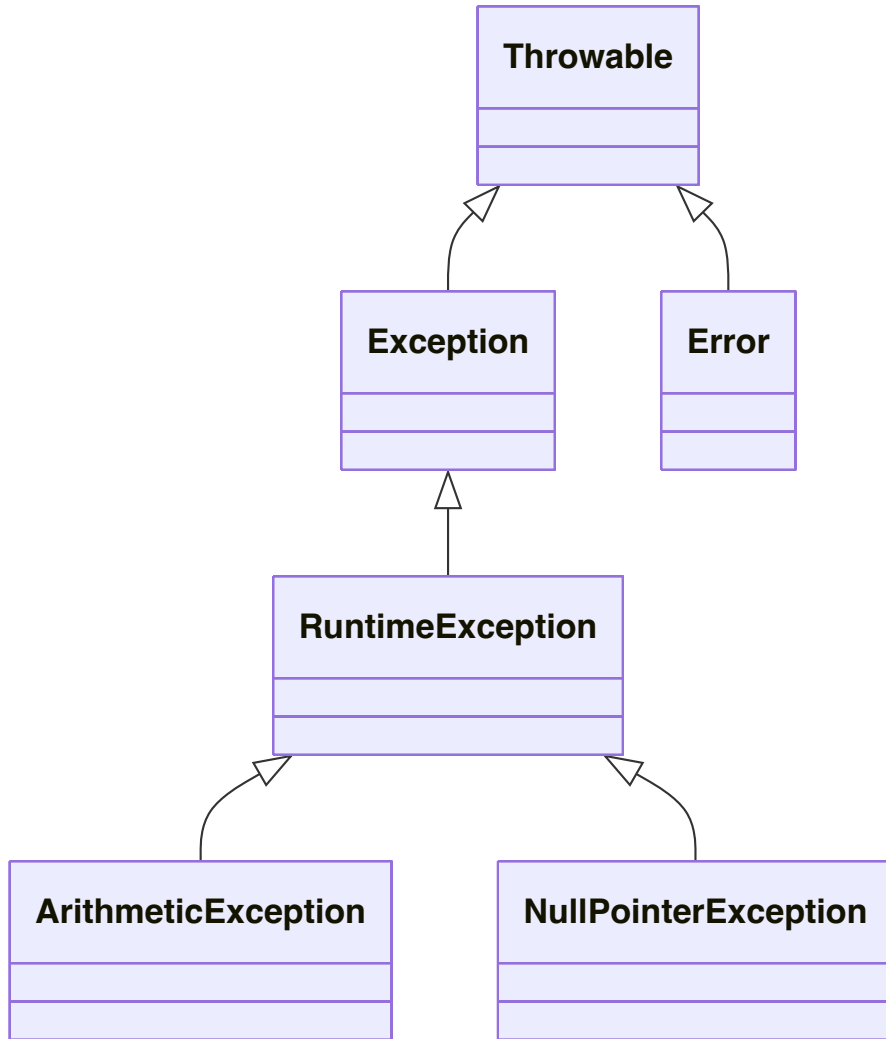 Throwable
Exception
Error
RuntimeException
ArithmeticException
NullPointerException